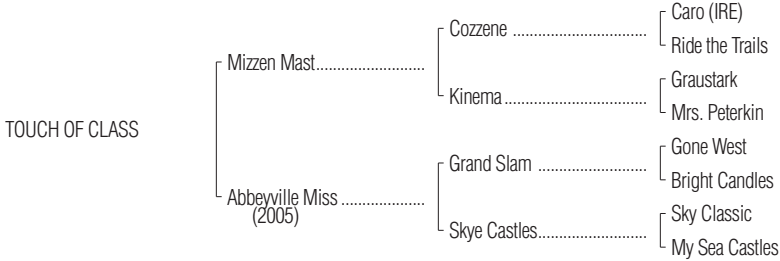 Caro (IRE)
Cozzene ................................
Ride the Trails
Mizzen Mast..........................
Graustark
Kinema..................................
Mrs. Peterkin
TOUCH OF CLASS
Gone West
Grand Slam ..........................
Bright Candles
Abbeyville Miss ....................
(2005)
Sky Classic
Skye Castles..........................
My Sea Castles